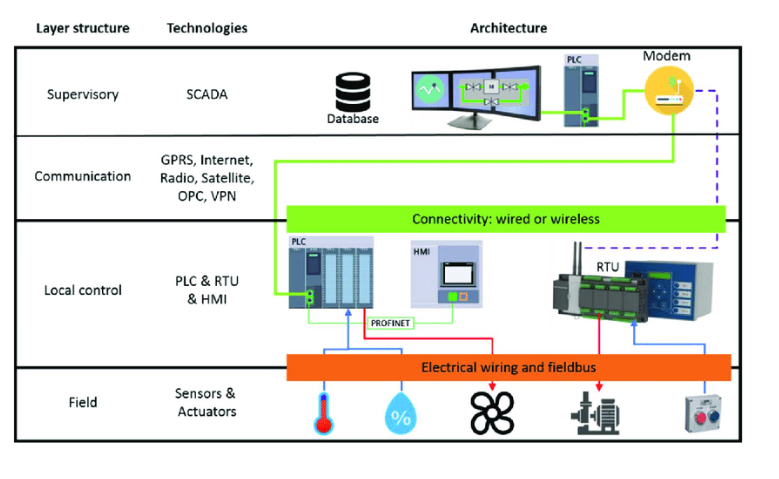 Layer structure
Technologies
Architecture
Supervisory
SCADA
Database
M
PLC
Modem
Communication
GPRS, Internet,
Radio, Satellite,
OPC, VPN
Connectivity: wired or wireless
Local control
PLC & RTU
& HMI
PLC
HMI
RTU
PROFINET
Electrical wiring and fieldbus
Field
Sensors &
Actuators
%